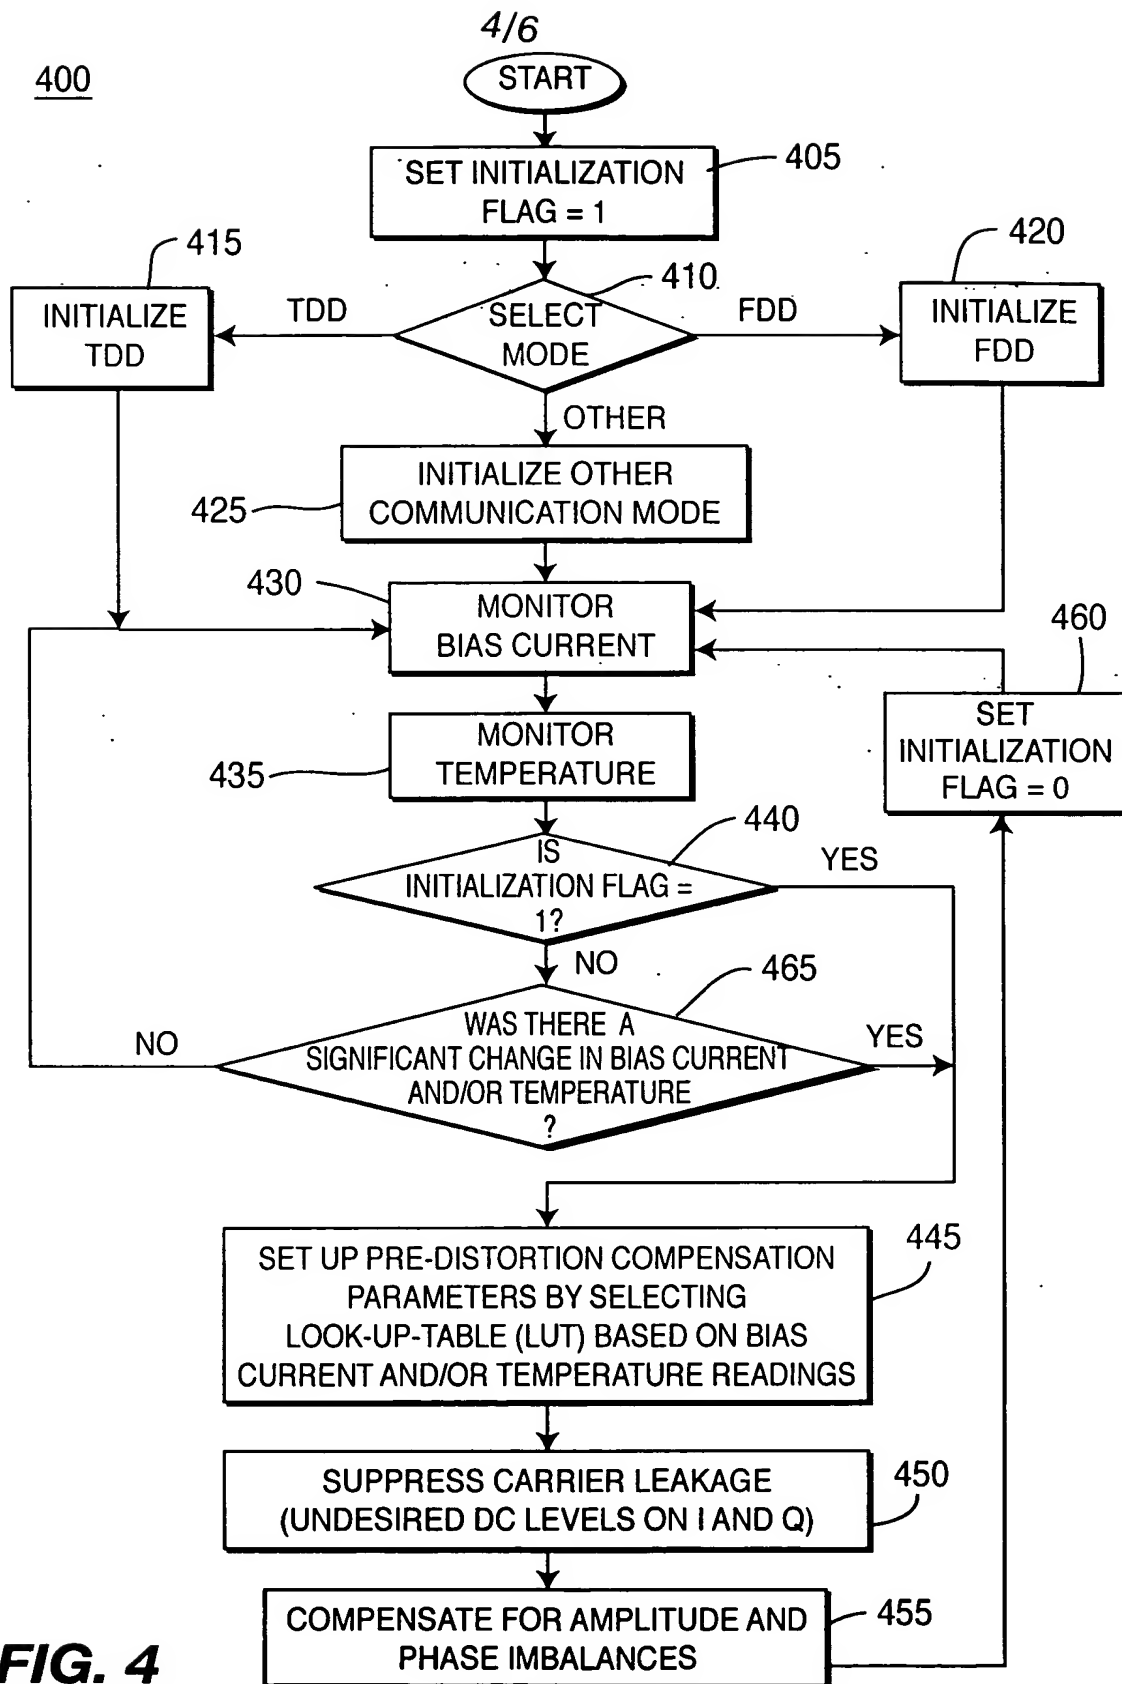 4/6
400
START
SET INITIALIZATION
FLAG = 1
405
415
410
420
INITIALIZE
TDD
TDD
SELECT
MODE
FDD
INITIALIZE
FDD
OTHER
425
INITIALIZE OTHER
COMMUNICATION MODE
430
MONITOR
BIAS CURRENT
460
SET
INITIALIZATION
FLAG = 0
435
MONITOR
TEMPERATURE
440
IS
INITIALIZATION FLAG =
1?
YES
NO
465
WAS THERE A
SIGNIFICANT CHANGE IN BIAS CURRENT
AND/OR TEMPERATURE
?
NO
YES
445
SET UP PRE-DISTORTION COMPENSATION
PARAMETERS BY SELECTING
LOOK-UP-TABLE (LUT) BASED ON BIAS
CURRENT AND/OR TEMPERATURE READINGS
SUPPRESS CARRIER LEAKAGE
(UNDESIRED DC LEVELS ON I AND Q)
450
COMPENSATE FOR AMPLITUDE AND
PHASE IMBALANCES
455
FIG. 4